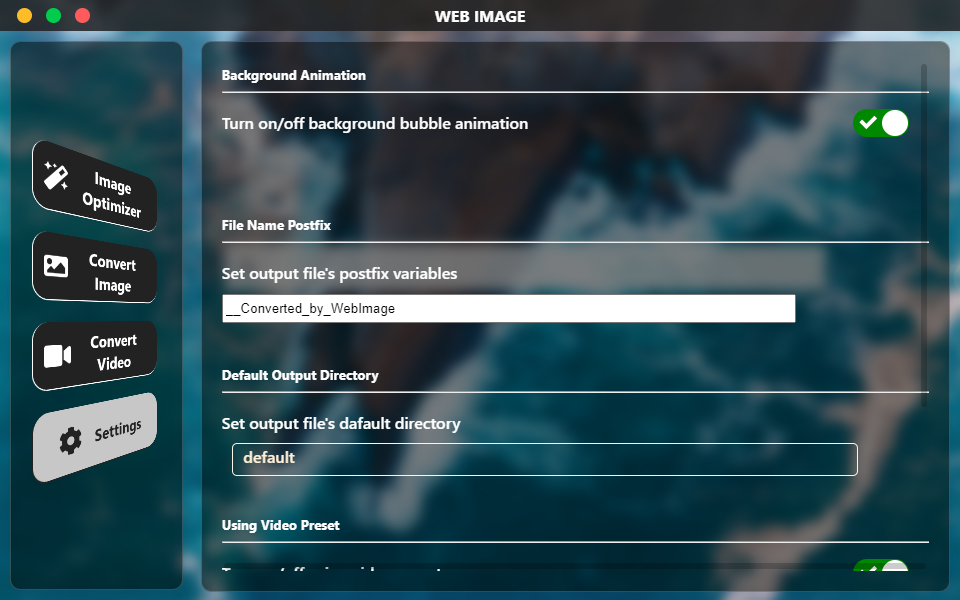 WEB IMAGE
Image
Optimizer
Convert
Image
Convert
Video
Settings
Background Animation
Turn on/off background bubble animation
File Name Postfix
Set output file's postfix variables
__Converted_by_WebImage
Default Output Directory
Set output file's dafault directory
default
Using Video Preset